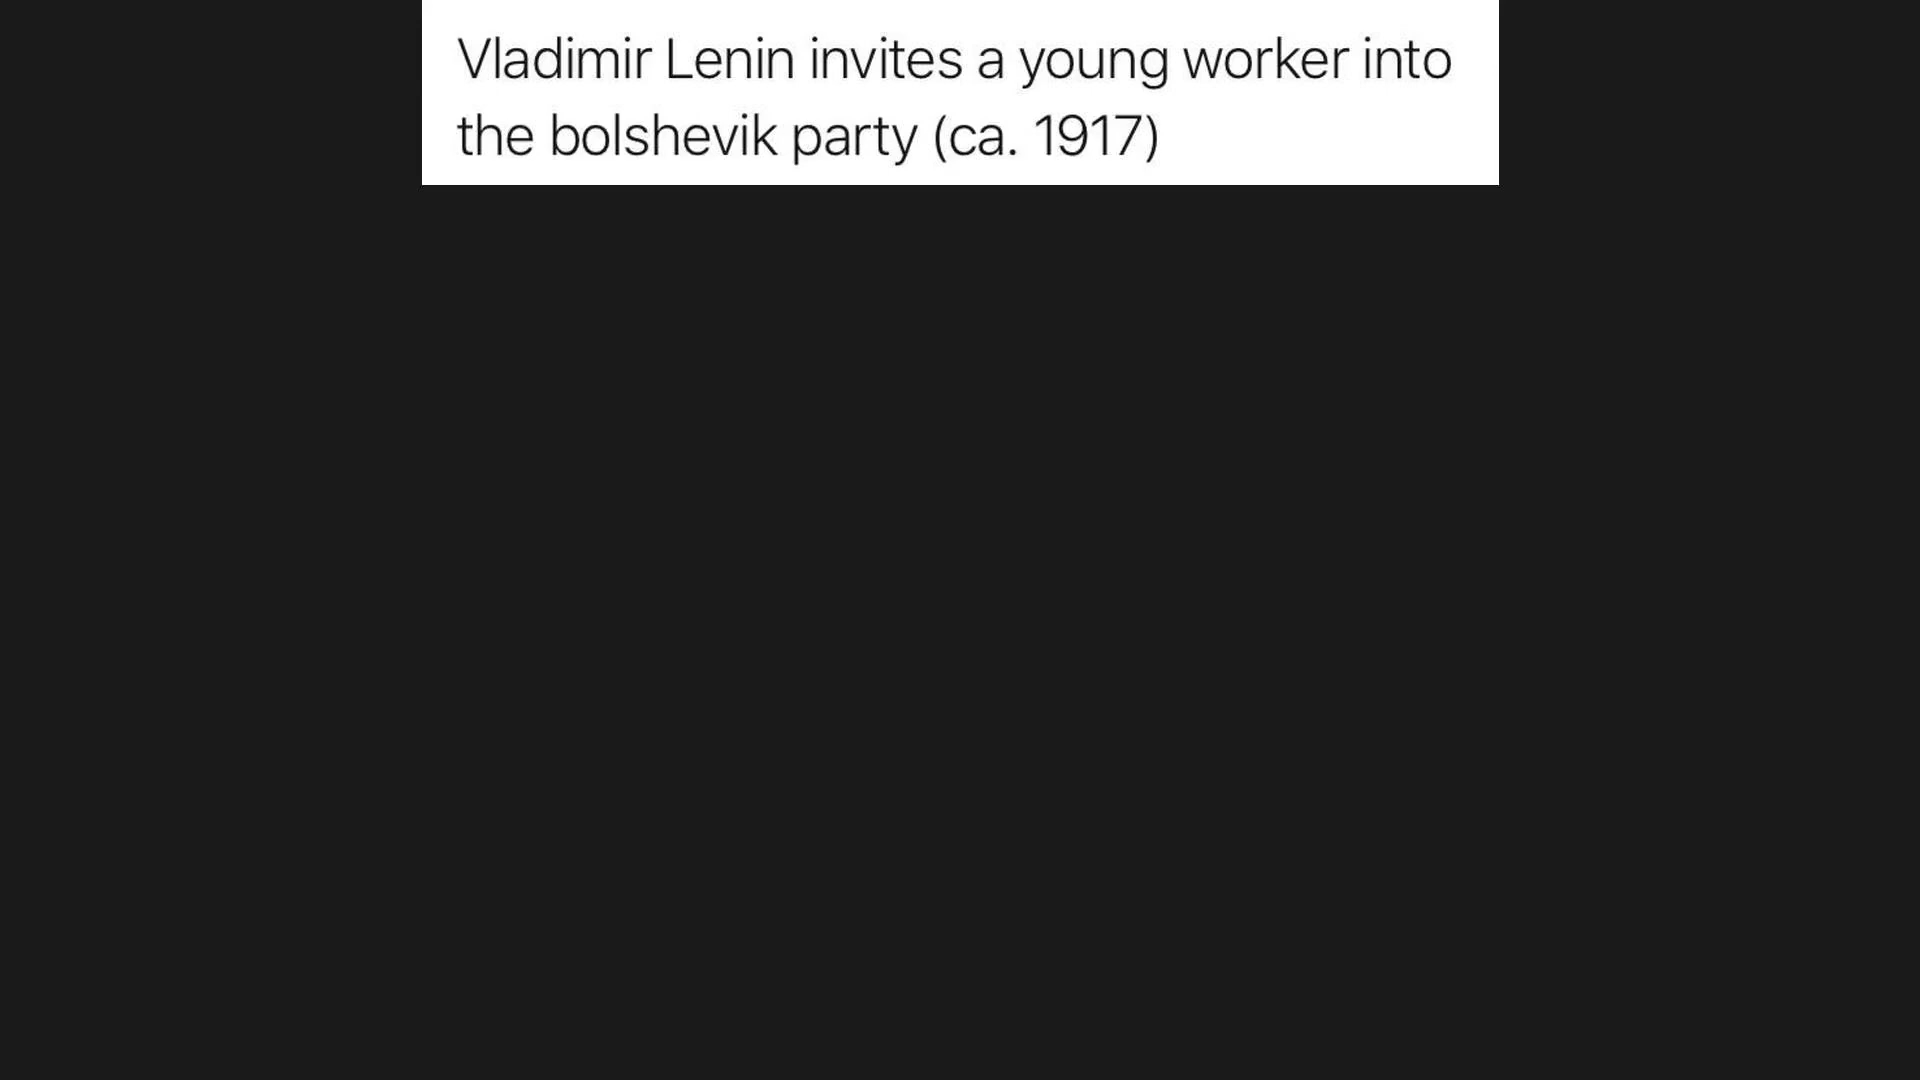 Vladimir Lenin invites a young worker into
the bolshevik party (ca. 1917)